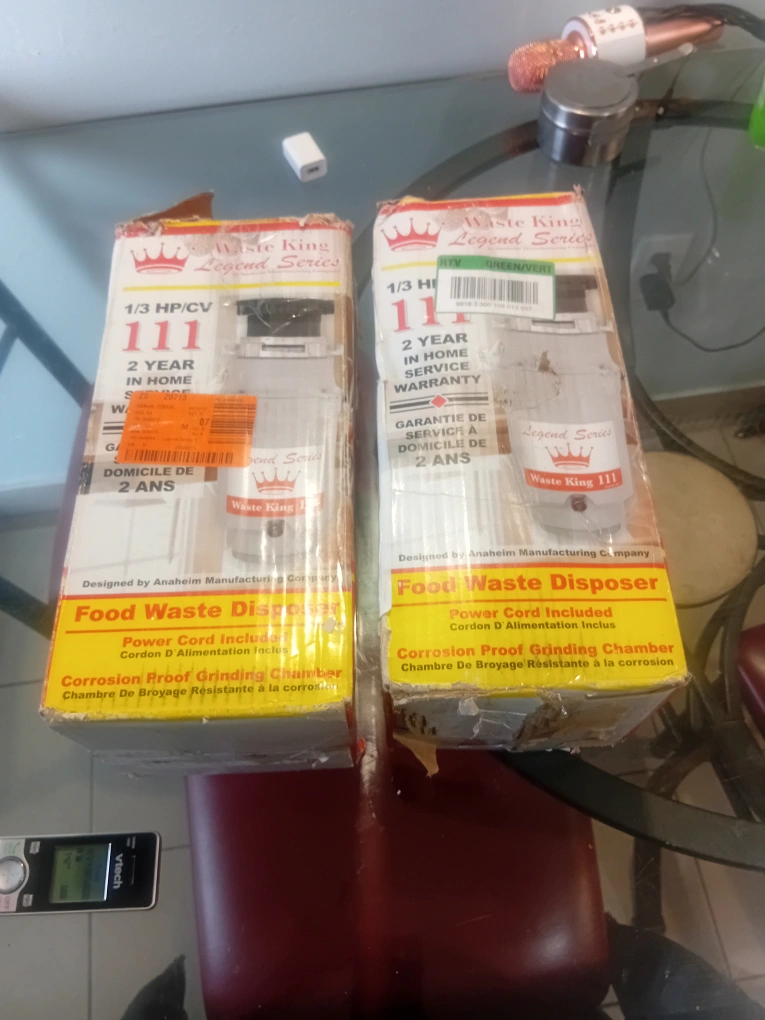 Waste King
Legend Series
1/3 HP/CV
111
2 YEAR
IN HOME
SERVICE
DOMICILE DE
2 ANS
Legend Series
Waste King
Designed by Anaheim Manufacturing Company
Food Waste Disposer
Power Cord Included
Cordon D'Alimentation Inclus
Corrosion Proof Grinding Chamber
Chambre De Broyage Résistante à la corrosion
Waste King
Legend Series
RTV GREEN/VERT
1/3 HP
111
2 YEAR
IN HOME
SERVICE
WARRANTY
GARANTIE DE
SERVICE À
DOMICILE DE
2 ANS
Legend Series
Waste King 111
Designed by Anaheim Manufacturing Company
Food Waste Disposer
Power Cord Included
Cordon D'Alimentation Inclus
Corrosion Proof Grinding Chamber
Chambre De Broyage Résistante à la corrosion
vtech